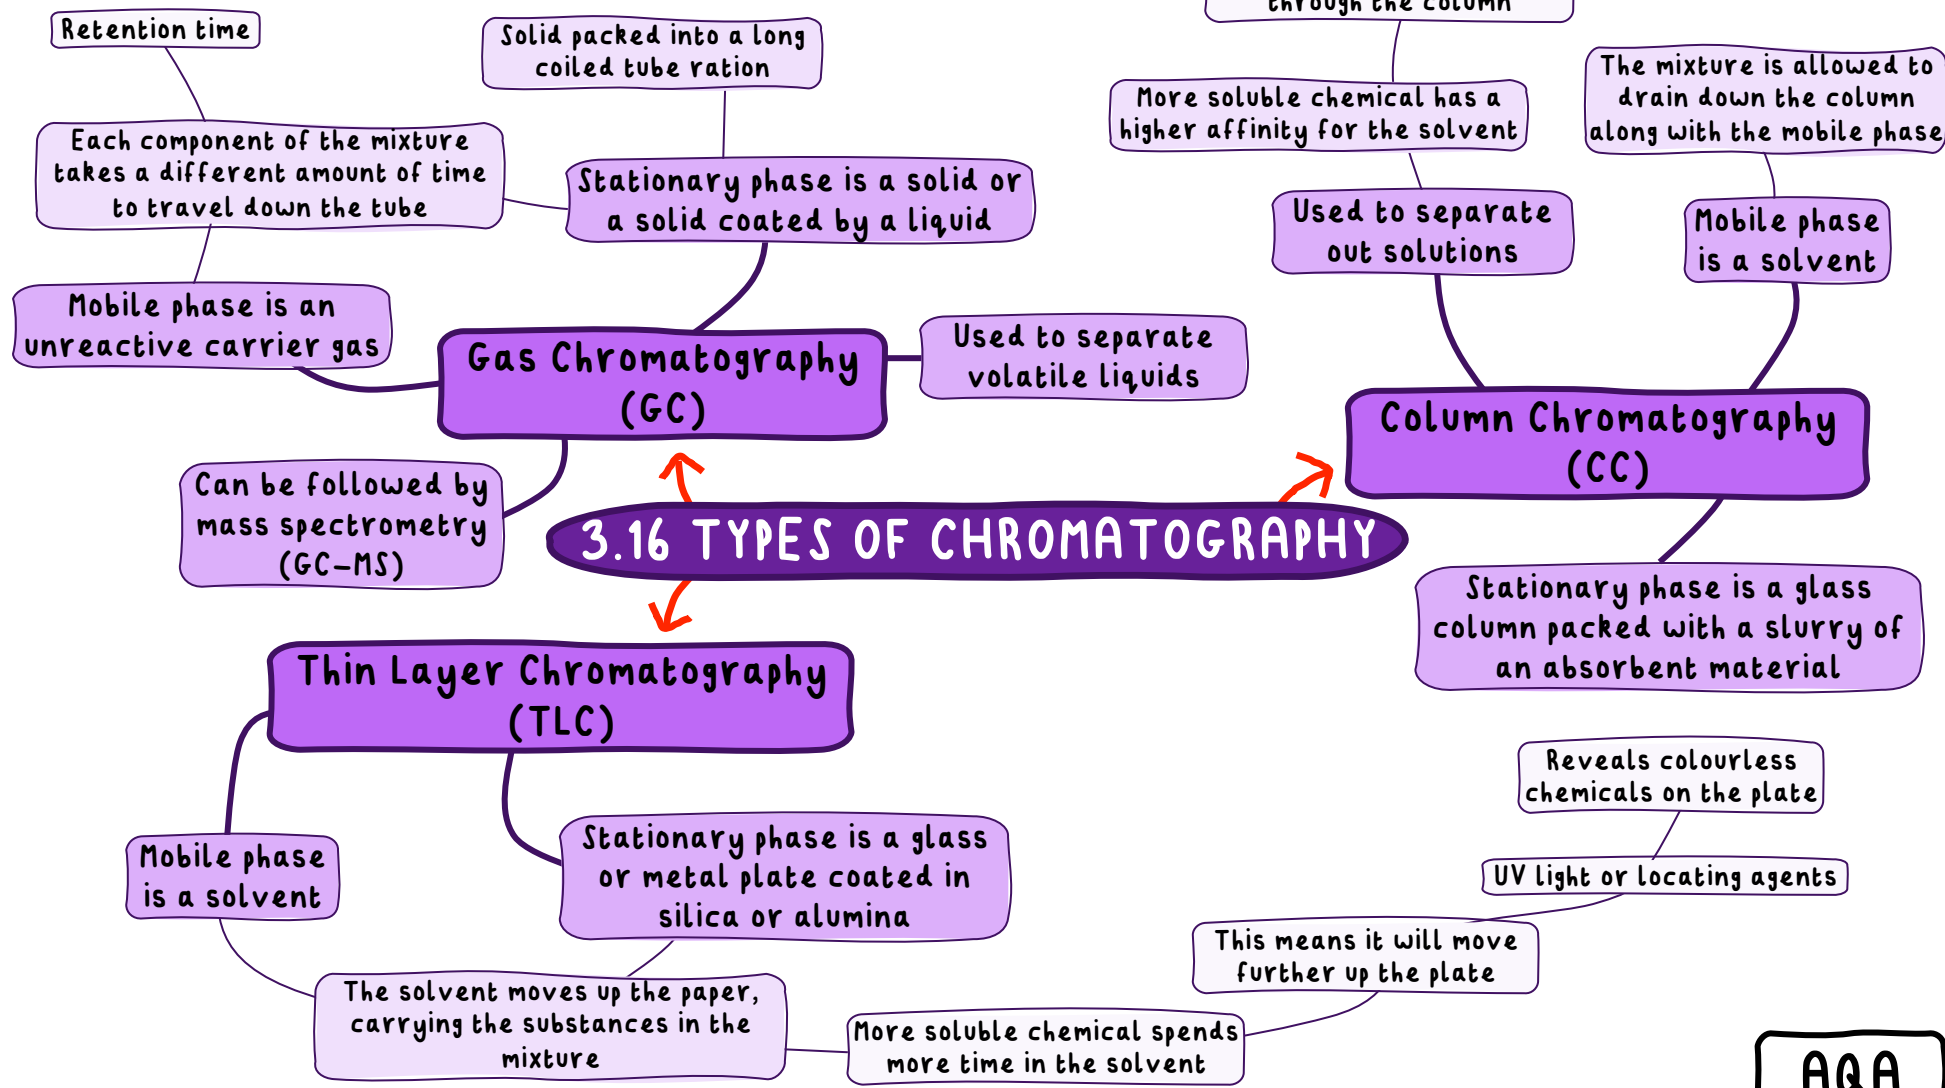 Retention time
Solid packed into a long
coiled tube ration
through the column
The mixture is allowed to
drain down the column
along with the mobile phase
More soluble chemical has a
higher affinity for the solvent
Each component of the mixture
takes a different amount of time
to travel down the tube
Stationary phase is a solid or
a solid coated by a liquid
Used to separate
out solutions
Mobile phase
is a solvent
Mobile phase is an
unreactive carrier gas
Gas Chromatography
(GC)
Used to separate
volatile liquids
Column Chromatography
(CC)
Can be followed by
mass spectrometry
(GC-MS)
3.16 TYPES OF CHROMATOGRAPHY
Stationary phase is a glass
column packed with a slurry of
an absorbent material
Thin Layer Chromatography
(TLC)
Reveals colourless
chemicals on the plate
Mobile phase
is a solvent
Stationary phase is a glass
or metal plate coated in
silica or alumina
UV light or locating agents
This means it will move
further up the plate
The solvent moves up the paper,
carrying the substances in the
mixture
More soluble chemical spends
more time in the solvent
AQA